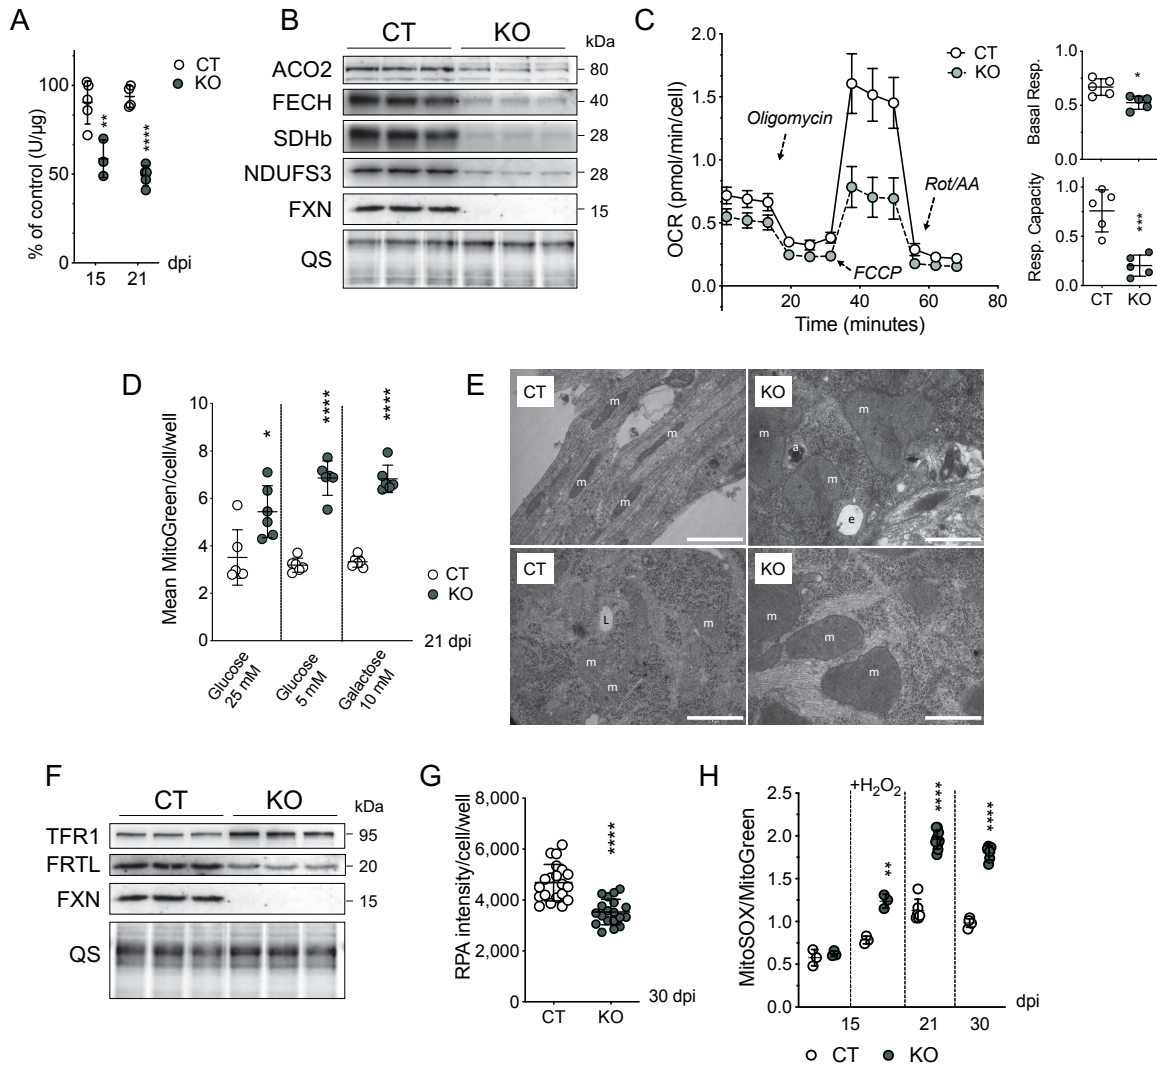 A
% of control (U/µg)
100
50
0
CT
KO
**
****
15
21
dpi
B
CT
KO
kDa
ACO2
80
FECH
40
SDHb
28
NDUFS3
28
FXN
15
QS
C
OCR (pmol/min/cell)
2.0
1.5
1.0
0.5
0.0
Oligomycin
FCCP
Rot/AA
CT
KO
20
40
60
80
Time (minutes)
Basal Resp.
1.0
0.5
0.0
*
Resp. Capacity
1.0
0.5
0.0
***
CT
KO
D
Mean MitoGreen/cell/well
10
8
6
4
2
0
*
****
****
CT
KO
21 dpi
Glucose
25 mM
Glucose
5 mM
Galactose
10 mM
E
CT
m
m
m
m
KO
m
m
a
m
e
CT
L
m
m
m
KO
m
m
m
F
CT
KO
kDa
TFR1
95
FRTL
20
FXN
15
QS
G
RPA intensity/cell/well
8,000
6,000
4,000
2,000
0
****
CT
KO
30 dpi
H
MitoSOX/MitoGreen
2.5
2.0
1.5
1.0
0.5
0.0
+H₂O₂
**
****
****
15
21
30
dpi
CT
KO